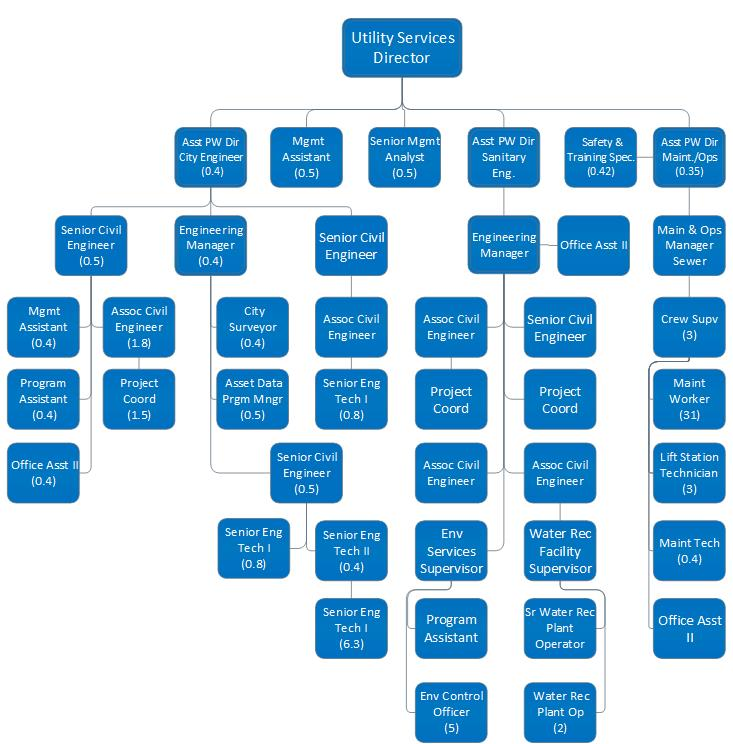 Utility Services
Director
Asst PW Dir
City Engineer
(0.4)
Mgmt
Assistant
(0.5)
Senior Mgmt
Analyst
(0.5)
Asst PW Dir
Sanitary
Eng.
Safety &
Training Spec.
(0.42)
Asst PW Dir
Maint./Ops
(0.35)
Senior Civil
Engineer
(0.5)
Engineering
Manager
(0.4)
Senior Civil
Engineer
Engineering
Manager
Office Asst II
Main & Ops
Manager
Sewer
Mgmt
Assistant
(0.4)
Assoc Civil
Engineer
(1.8)
City
Surveyor
(0.4)
Assoc Civil
Engineer
Assoc Civil
Engineer
Senior Civil
Engineer
Crew Supv
(3)
Program
Assistant
(0.4)
Project
Coord
(1.5)
Asset Data
Prgm Mngr
(0.5)
Senior Eng
Tech I
(0.8)
Project
Coord
Project
Coord
Maint
Worker
(31)
Office Asst II
(0.4)
Senior Civil
Engineer
(0.5)
Assoc Civil
Engineer
Assoc Civil
Engineer
Lift Station
Technician
(3)
Senior Eng
Tech I
(0.8)
Senior Eng
Tech II
(0.4)
Env
Services
Supervisor
Water Rec
Facility
Supervisor
Maint Tech
(0.4)
Senior Eng
Tech I
(6.3)
Program
Assistant
Sr Water Rec
Plant
Operator
Office Asst
II
Env Control
Officer
(5)
Water Rec
Plant Op
(2)